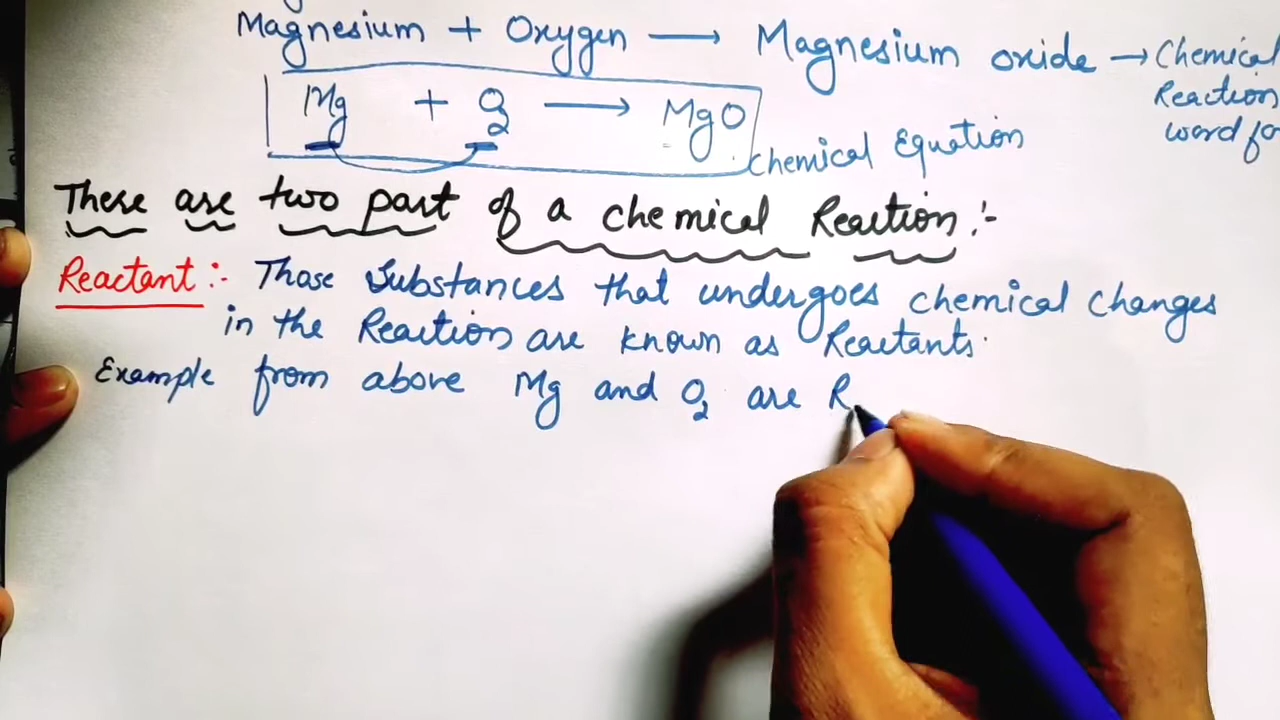 Magnesium + Oxygen → Magnesium oxide → Chemical
Reaction
word fo
Mg + O2 → MgO
Chemical Equation
There are two part of a chemical Reaction :-
Reactant :- Those Substances that undergoes chemical changes
in the Reaction are known as Reactants.
Example from above Mg and O2 are R